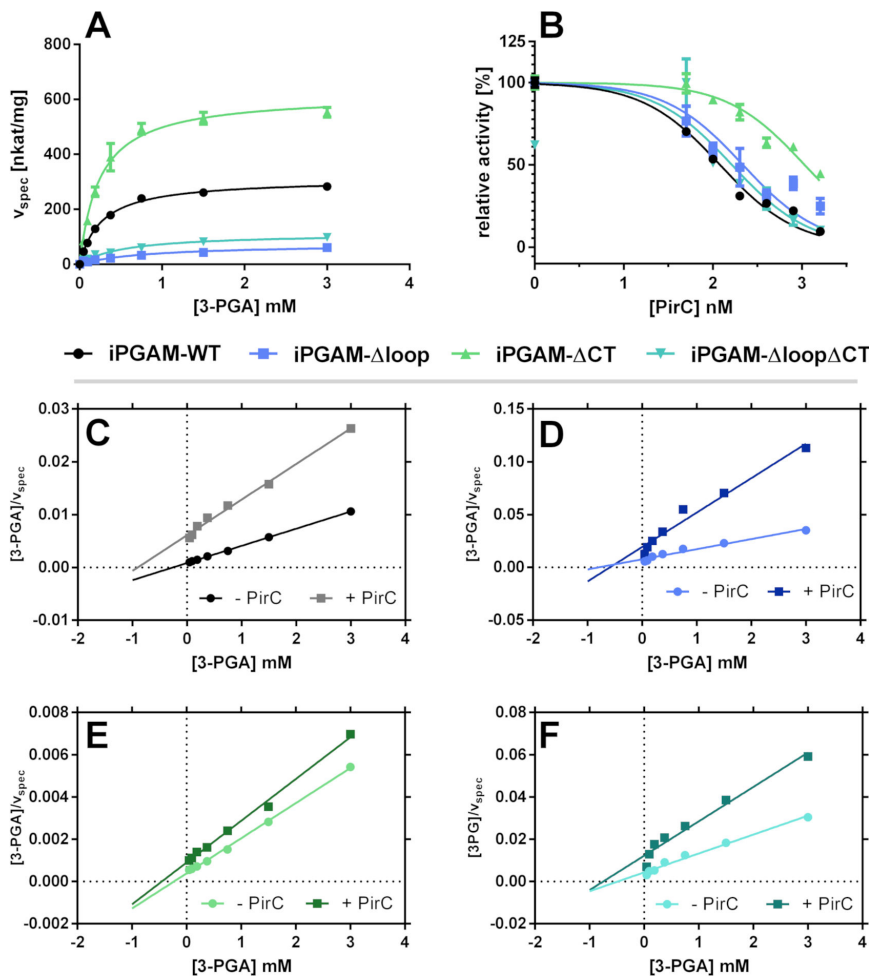 A
v_spec [nkat/mg]
800
600
400
200
0
0 1 2 3 4
[3-PGA] mM
B
relative activity [%]
125
100
75
50
25
0
0 1 2 3
[PirC] nM
iPGAM-WT iPGAM-Δloop iPGAM-ΔCT iPGAM-ΔloopΔCT
C
[3-PGA]/v_spec
0.03
0.02
0.01
0.00
-0.01
- PirC + PirC
-2 -1 0 1 2 3 4
[3-PGA] mM
D
[3-PGA]/v_spec
0.15
0.10
0.05
0.00
-0.05
- PirC + PirC
-2 -1 0 1 2 3 4
[3-PGA] mM
E
[3-PGA]/v_spec
0.008
0.006
0.004
0.002
0.000
-0.002
- PirC + PirC
-2 -1 0 1 2 3 4
[3-PGA] mM
F
[3PG]/v_spec
0.08
0.06
0.04
0.02
0.00
-0.02
- PirC + PirC
-2 -1 0 1 2 3 4
[3-PGA] mM